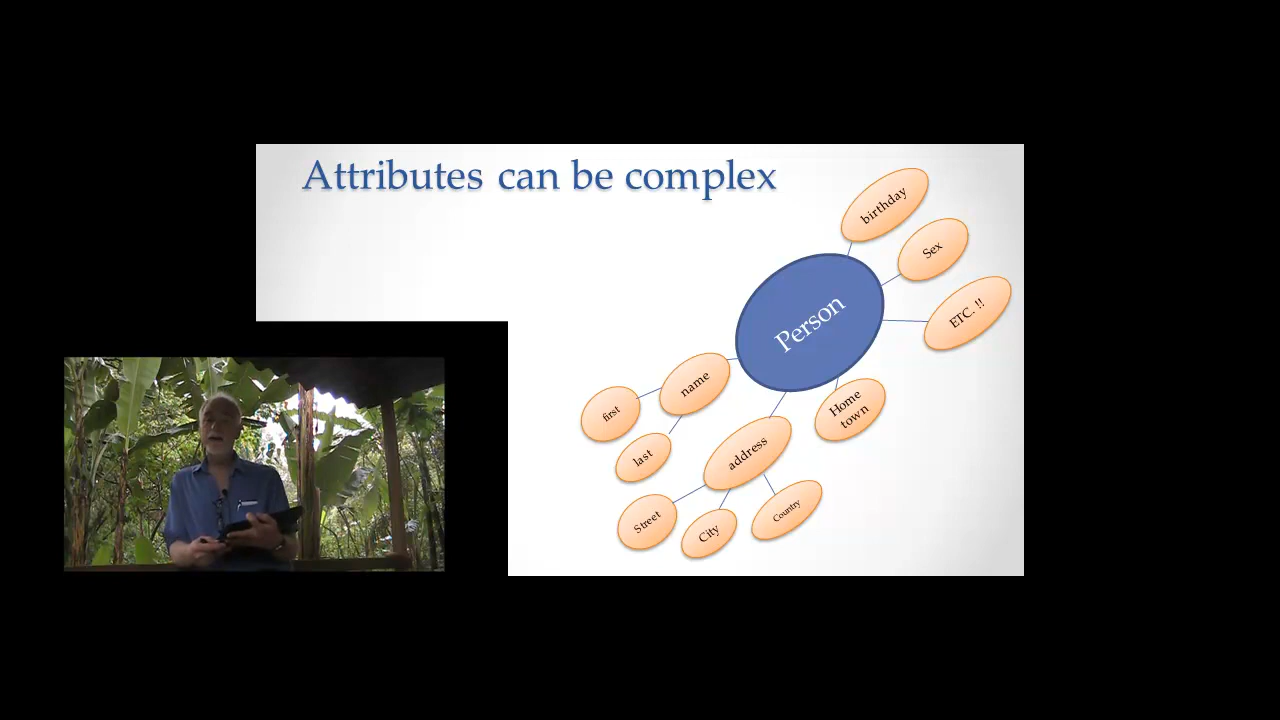 Attributes can be complex
birthday
Sex
ETC. !!
Person
name
first
last
Home
town
address
Street
City
Country